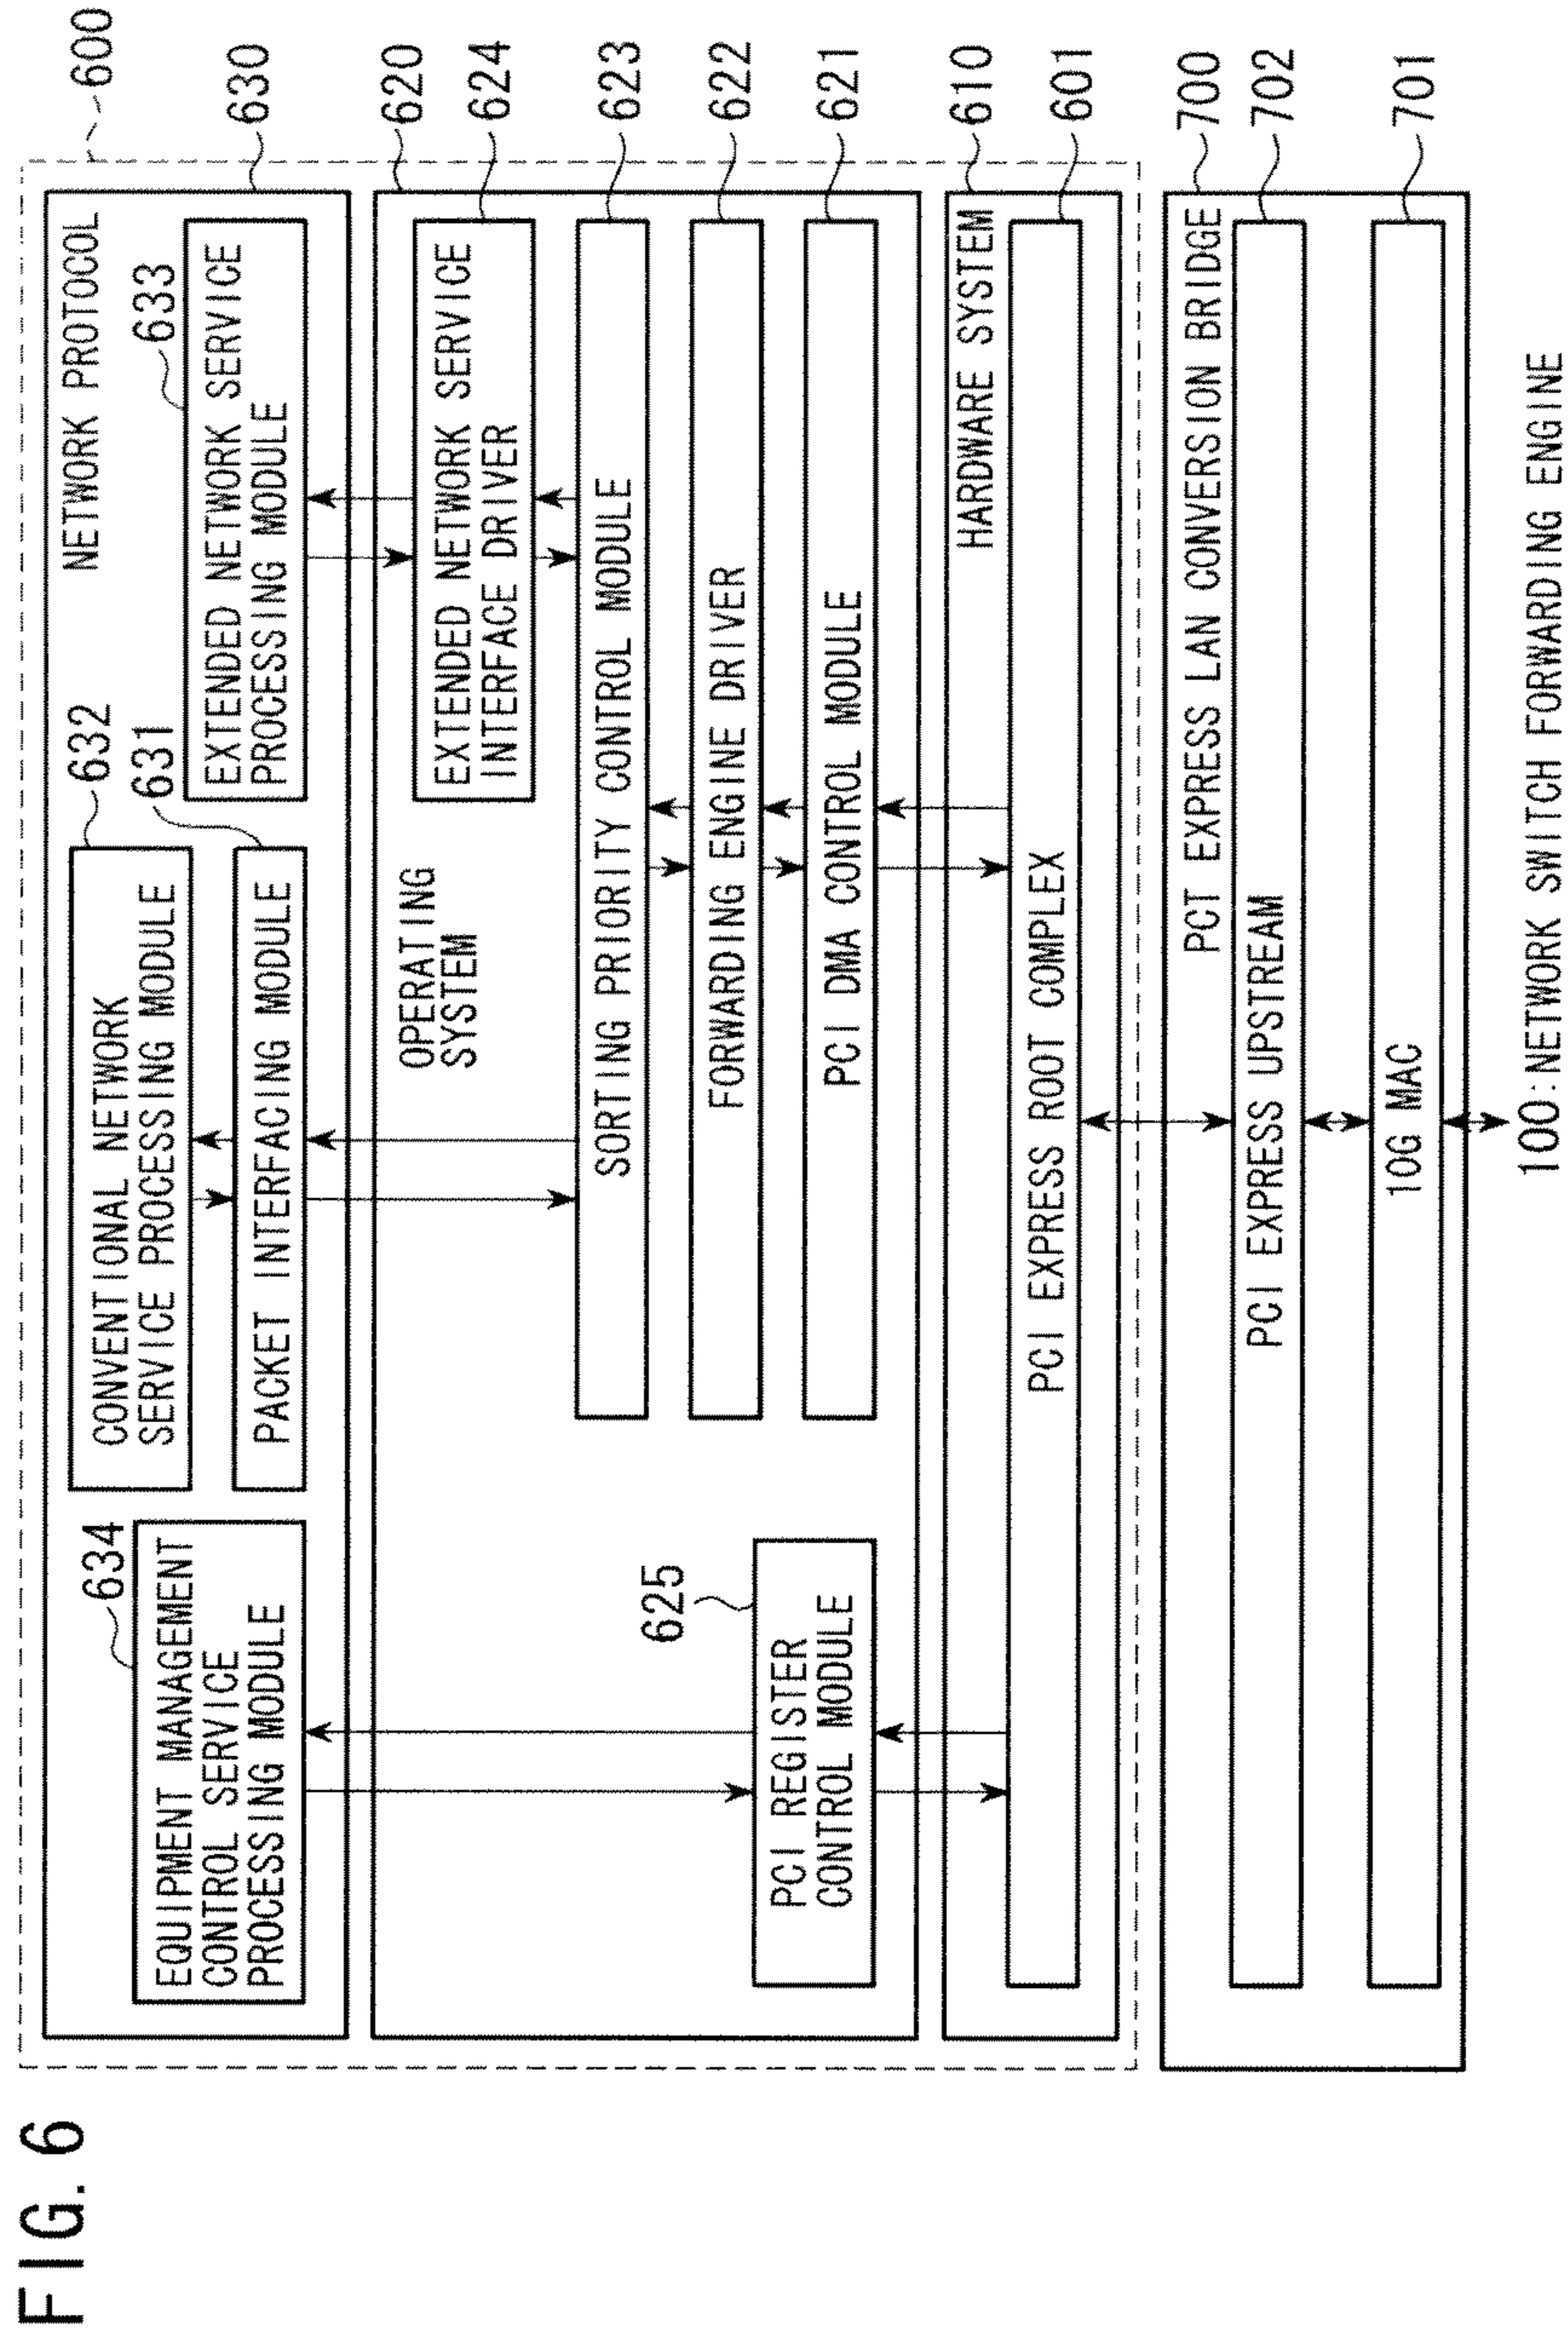 FIG. 6
600
NETWORK PROTOCOL
630
634
EQUIPMENT MANAGEMENT
CONTROL SERVICE
PROCESSING MODULE
632
CONVENTIONAL NETWORK
SERVICE PROCESSING MODULE
631
PACKET INTERFACING MODULE
633
EXTENDED NETWORK SERVICE
PROCESSING MODULE
620
OPERATING
SYSTEM
624
EXTENDED NETWORK SERVICE
INTERFACE DRIVER
623
SORTING PRIORITY CONTROL MODULE
622
FORWARDING ENGINE DRIVER
621
PCI DMA CONTROL MODULE
625
PCI REGISTER
CONTROL MODULE
610
HARDWARE SYSTEM
601
PCI EXPRESS ROOT COMPLEX
700
PCT EXPRESS LAN CONVERSION BRIDGE
702
PCI EXPRESS UPSTREAM
701
10G MAC
100:NETWORK SWITCH FORWARDING ENGINE